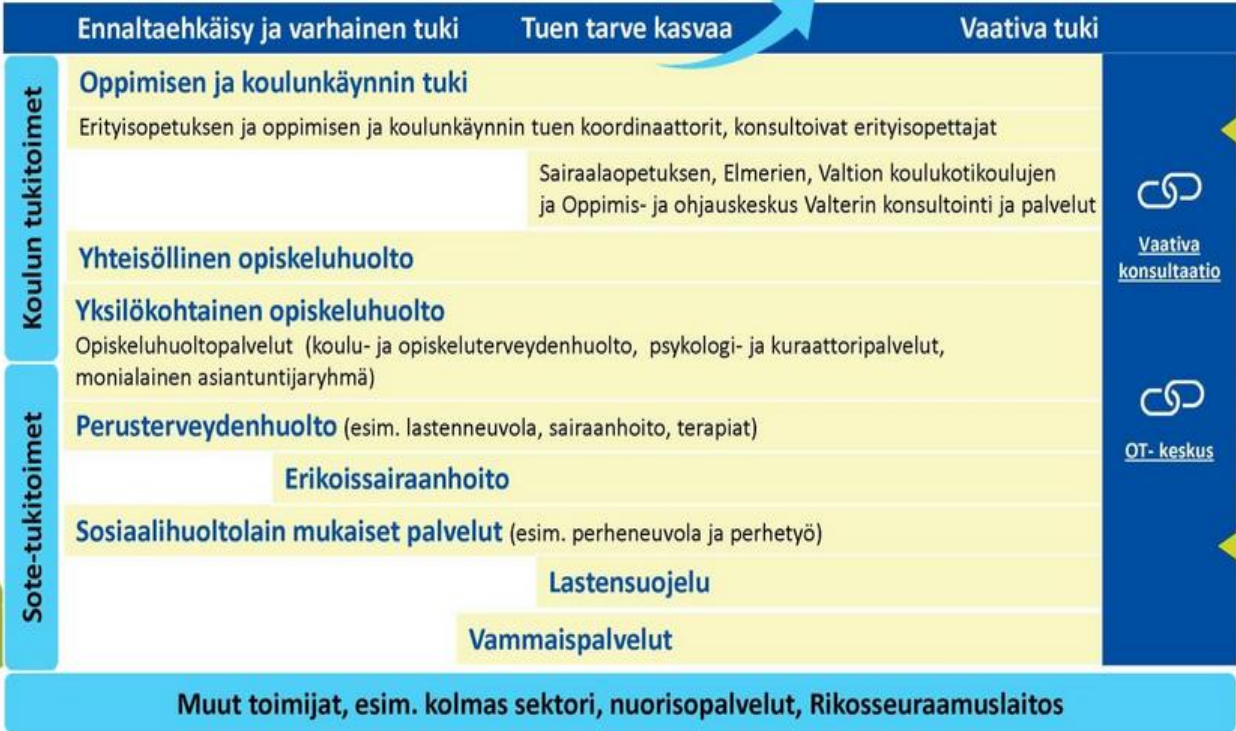 Ennaltaehkäisy ja varhainen tuki
Tuen tarve kasvaa
Vaativa tuki
Koulun tukitoimet
Oppimisen ja koulunkäynnin tuki
Erityisopetuksen ja oppimisen ja koulunkäynnin tuen koordinaattorit, konsultoivat erityisopettajat
Sairaalaopetuksen, Elmerien, Valtion koulukotikoulujen
ja Oppimis- ja ohjauskeskus Valterin konsultointi ja palvelut
Yhteisöllinen opiskeluhuolto
Yksilökohtainen opiskeluhuolto
Opiskeluhuoltopalvelut (koulu- ja opiskeluterveydenhuolto, psykologi- ja kuraattoripalvelut,
monialainen asiantuntijaryhmä)
Sote-tukitoimet
Perusterveydenhuolto (esim. lastenneuvola, sairaanhoito, terapiat)
Erikoissairaanhoito
Sosiaalihuoltolain mukaiset palvelut (esim. perheneuvola ja perhetyö)
Lastensuojelu
Vammaispalvelut
Vaativa
konsultaatio
OT- keskus
Muut toimijat, esim. kolmas sektori, nuorisopalvelut, Rikosseuraamuslaitos